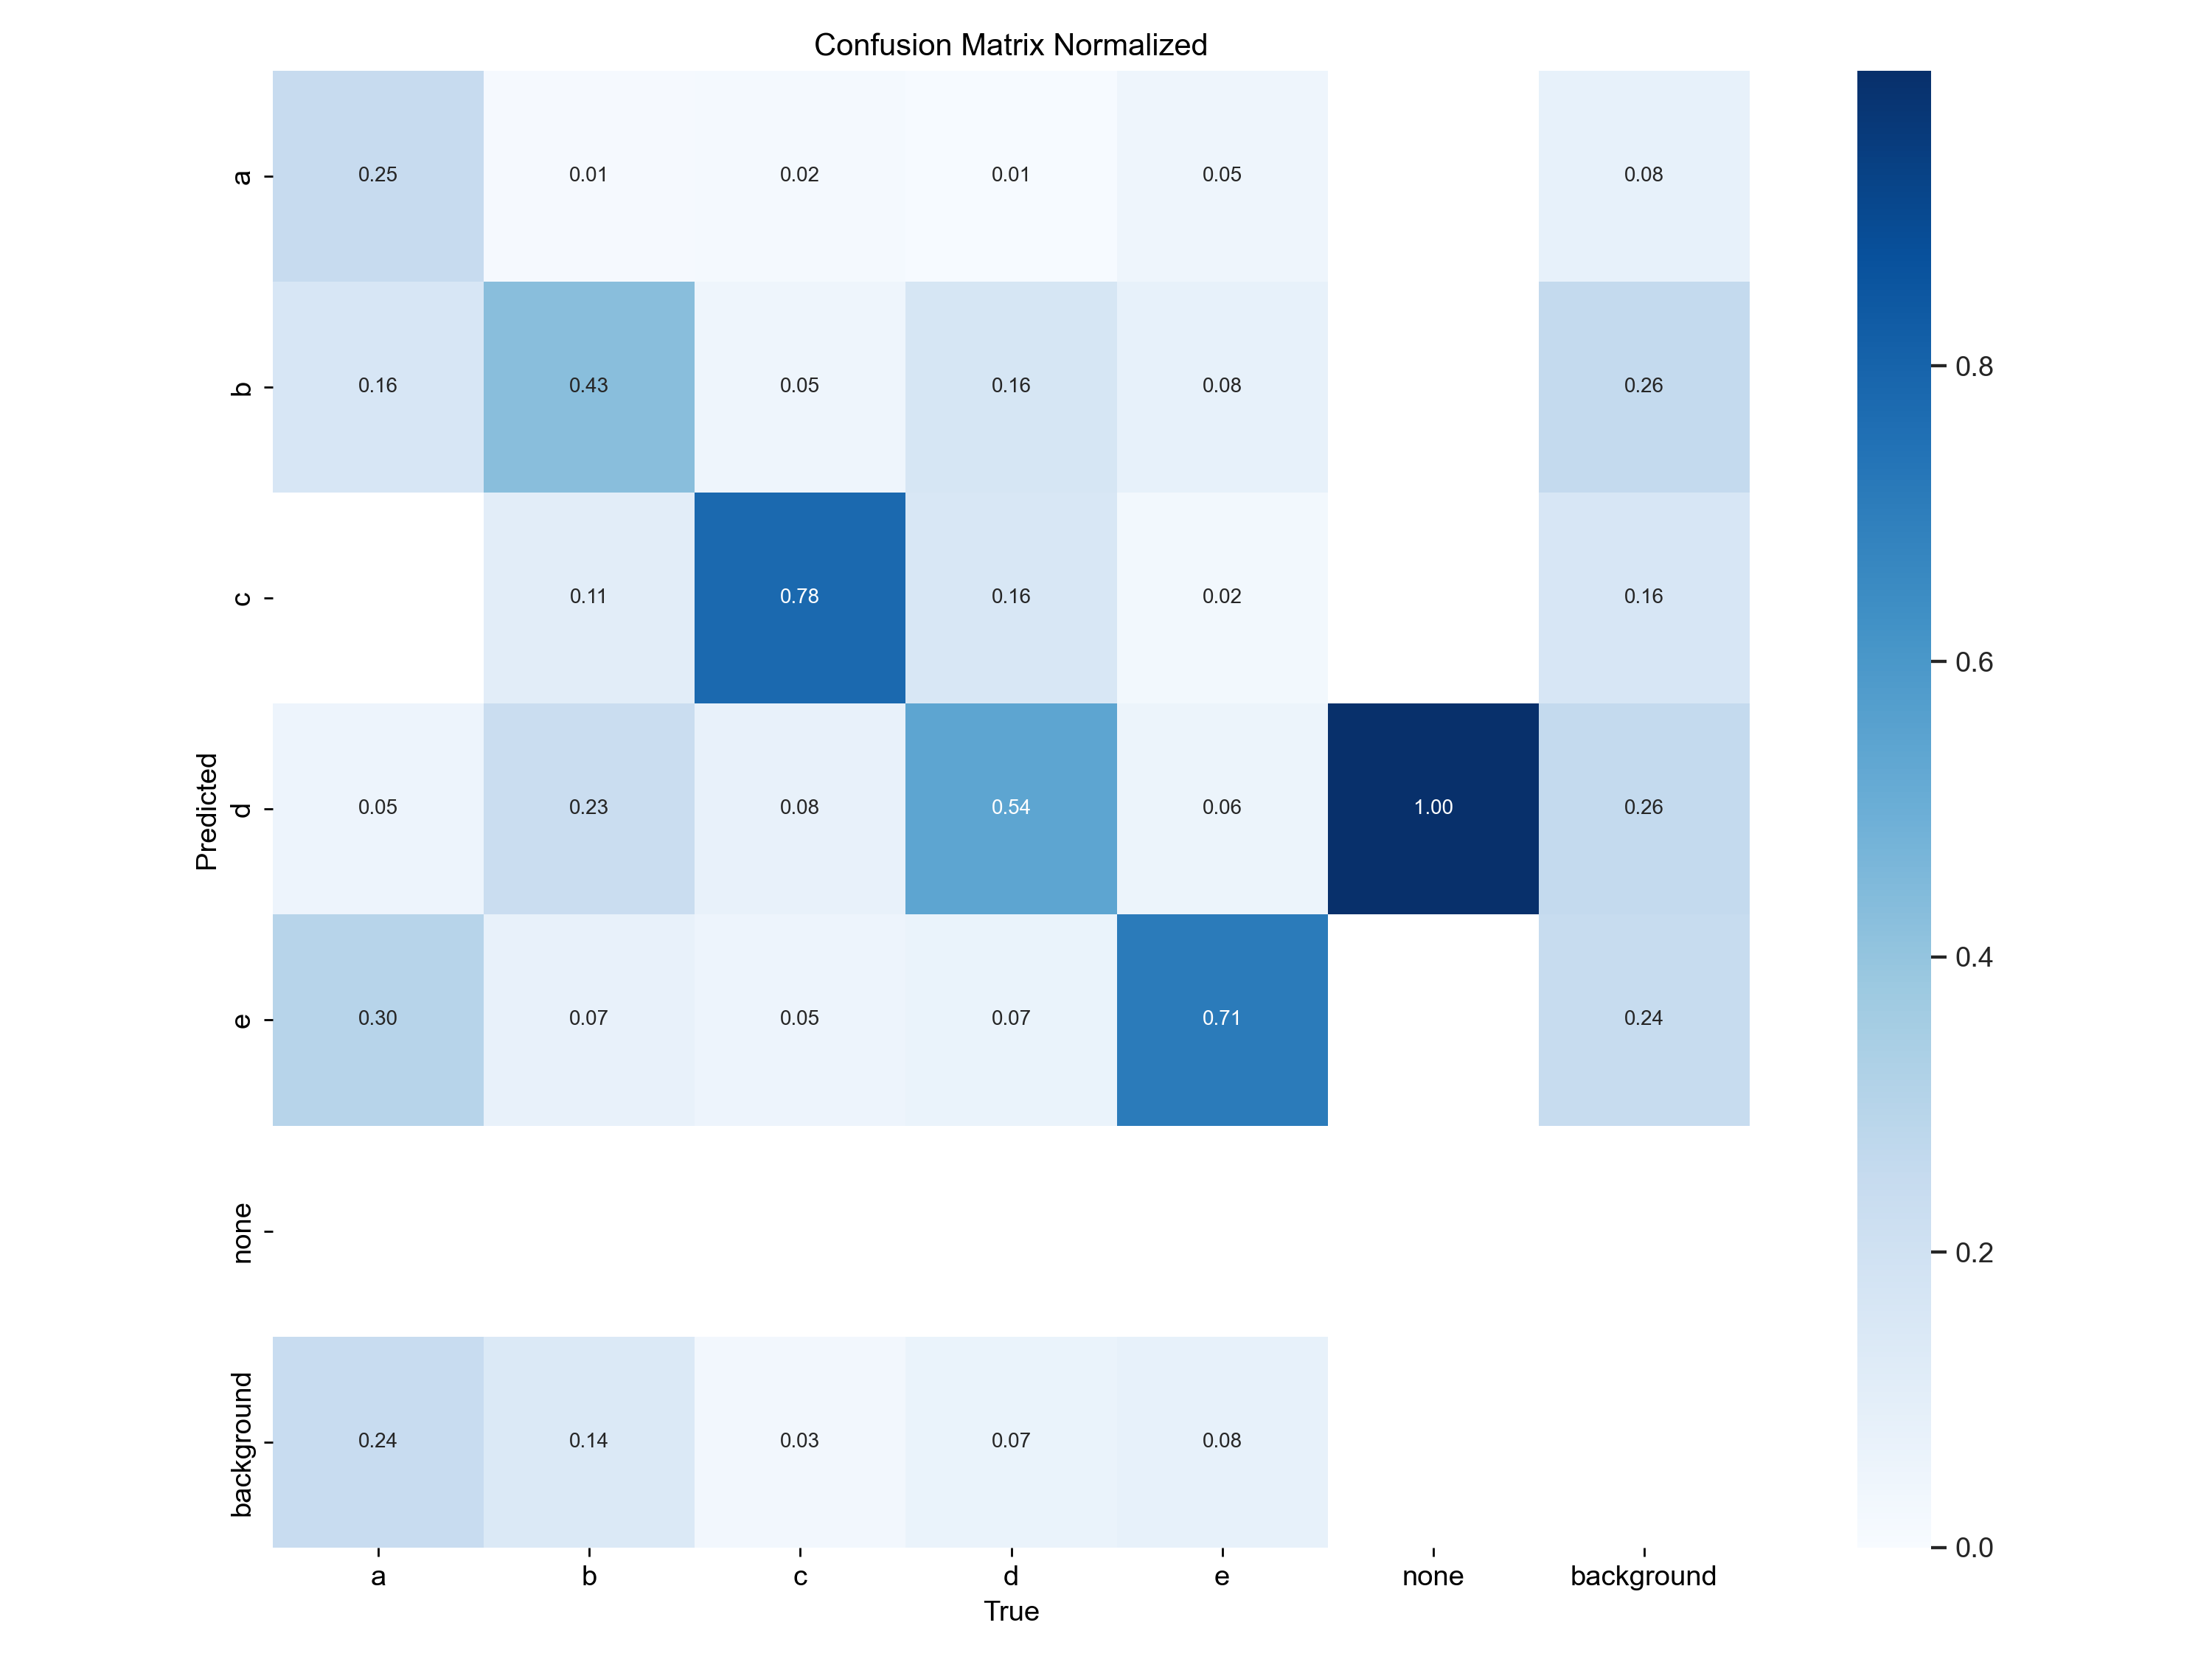 Confusion Matrix Normalized
a 0.25 0.01 0.02 0.01 0.05 0.08
b 0.16 0.43 0.05 0.16 0.08 0.26
c 0.11 0.78 0.16 0.02 0.16
d 0.05 0.23 0.08 0.54 0.06 1.00 0.26
e 0.30 0.07 0.05 0.07 0.71 0.24
none
background 0.24 0.14 0.03 0.07 0.08
Predicted
a b c d e none background
True
0.8
0.6
0.4
0.2
0.0